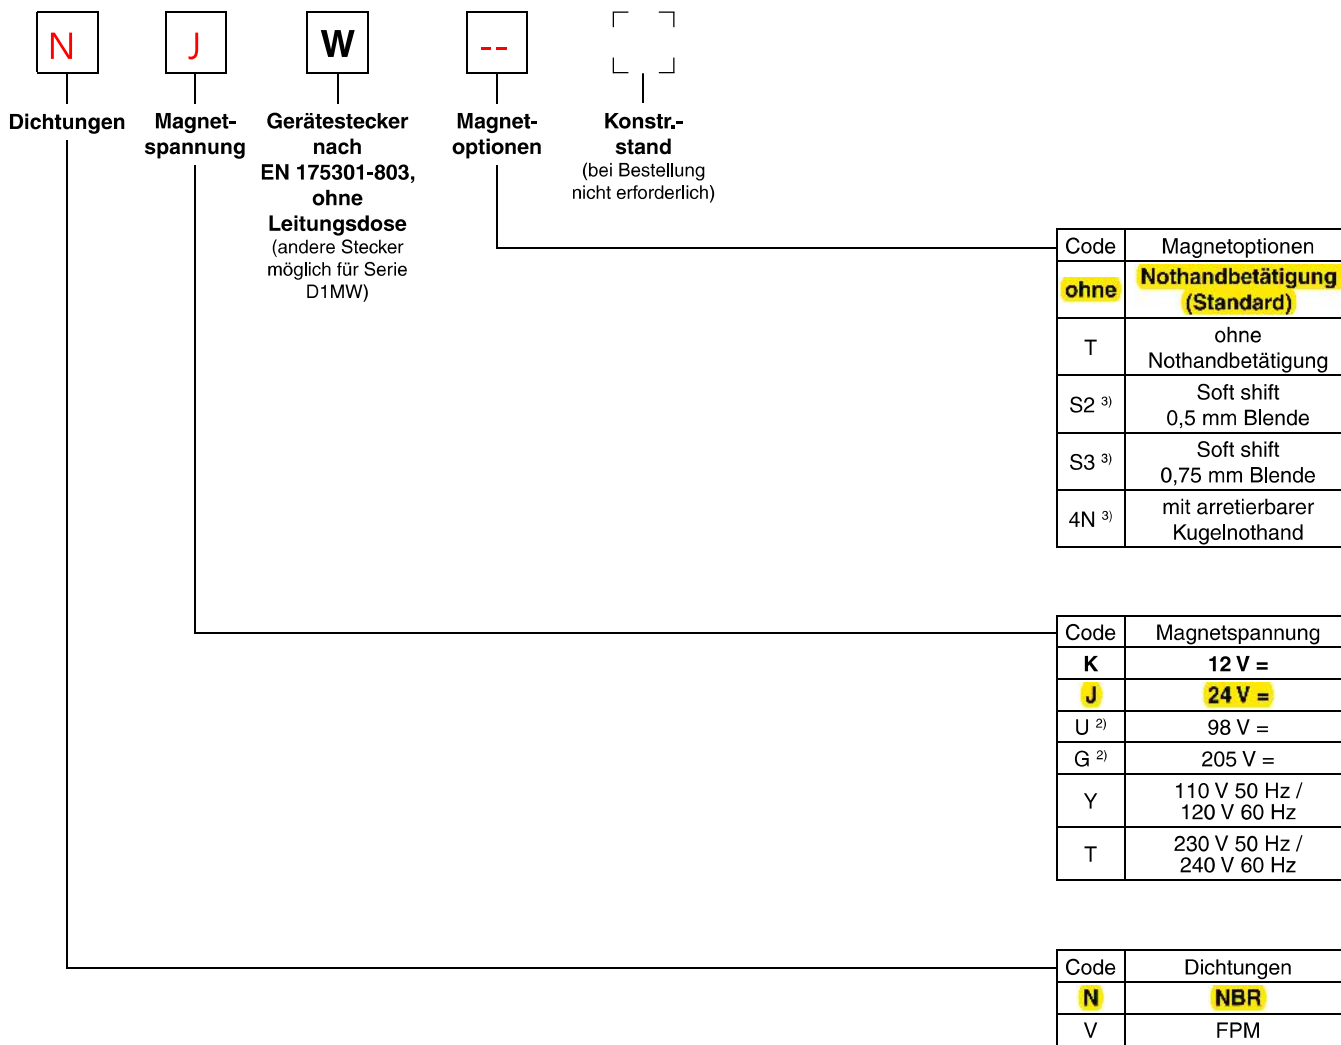 N J W --
Dichtungen
Magnet-
spannung
Gerätestecker
nach
EN 175301-803,
ohne
Leitungsdose
(andere Stecker
möglich für Serie
D1MW)
Magnet-
optionen
Konstr.-
stand
(bei Bestellung
nicht erforderlich)
Code Magnetoptionen
ohne Nothandbetätigung
(Standard)
T ohne
Nothandbetätigung
S2 3) Soft shift
0,5 mm Blende
S3 3) Soft shift
0,75 mm Blende
4N 3) mit arretierbarer
Kugelnothand
Code Magnetspannung
K 12 V =
J 24 V =
U 2) 98 V =
G 2) 205 V =
Y 110 V 50 Hz /
120 V 60 Hz
T 230 V 50 Hz /
240 V 60 Hz
Code Dichtungen
N NBR
V FPM